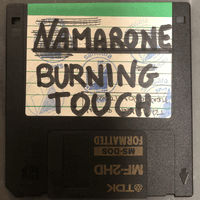 NAMARONE
BURNING
TOUCH
TDK
MF-2HD
MS-DOS
FORMATTED